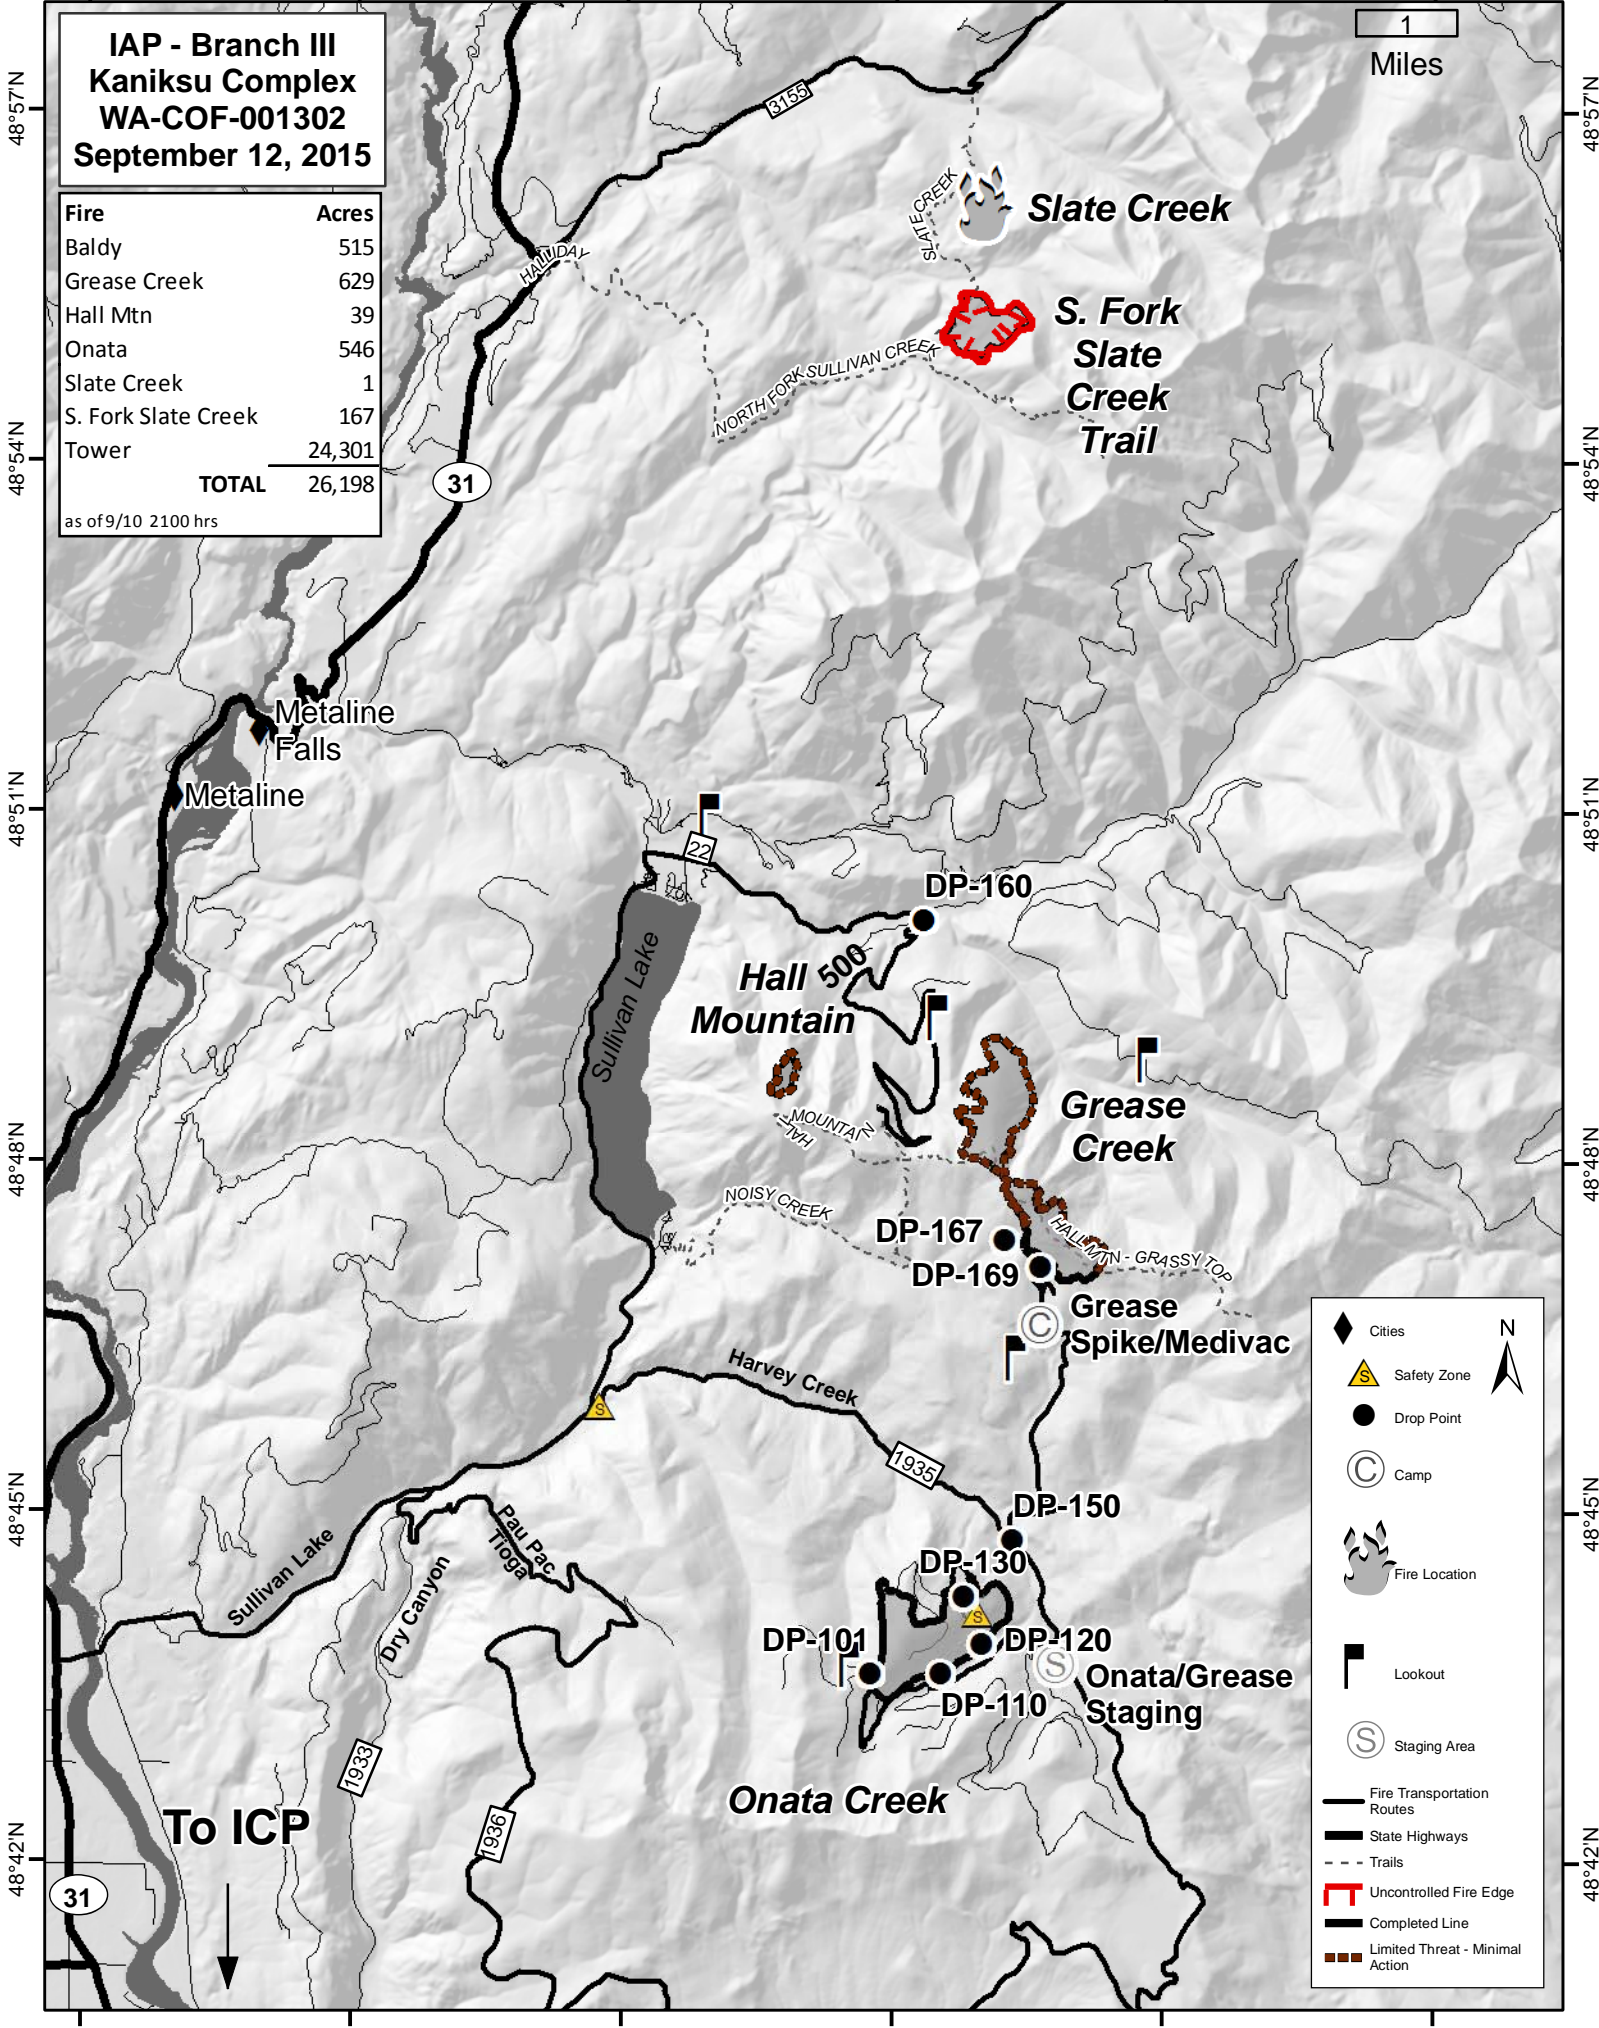 IAP - Branch III
Kaniksu Complex
WA-COF-001302
September 12, 2015
Fire Acres
Baldy 515
Grease Creek 629
Hall Mtn 39
Onata 546
Slate Creek 1
S. Fork Slate Creek 167
Tower 24,301
TOTAL 26,198
as of 9/10 2100 hrs
1
Miles
48°57'N
48°57'N
3155
SLATE CREEK
Slate Creek
HALLIDAY
S. Fork
Slate
Creek
Trail
NORTH FORK SULLIVAN CREEK
48°54'N
48°54'N
31
Metaline
Falls
Metaline
48°51'N
48°51'N
22
DP-160
500
Sullivan Lake
Hall
Mountain
Grease
Creek
HALL MOUNTAIN
48°48'N
48°48'N
NOISY CREEK
DP-167
DP-169
HALL MTN - GRASSY TOP
C
Grease
Spike/Medivac
Harvey Creek
S
1935
48°45'N
48°45'N
DP-150
Pau Pac
Tioga
Sullivan Lake
Dry Canyon
DP-130
S
DP-101
DP-120
S
DP-110
Onata/Grease
Staging
1933
Onata Creek
1936
To ICP
48°42'N
48°42'N
31
N
Cities
S Safety Zone
Drop Point
C Camp
Fire Location
Lookout
S Staging Area
Fire Transportation
Routes
State Highways
Trails
Uncontrolled Fire Edge
Completed Line
Limited Threat - Minimal
Action